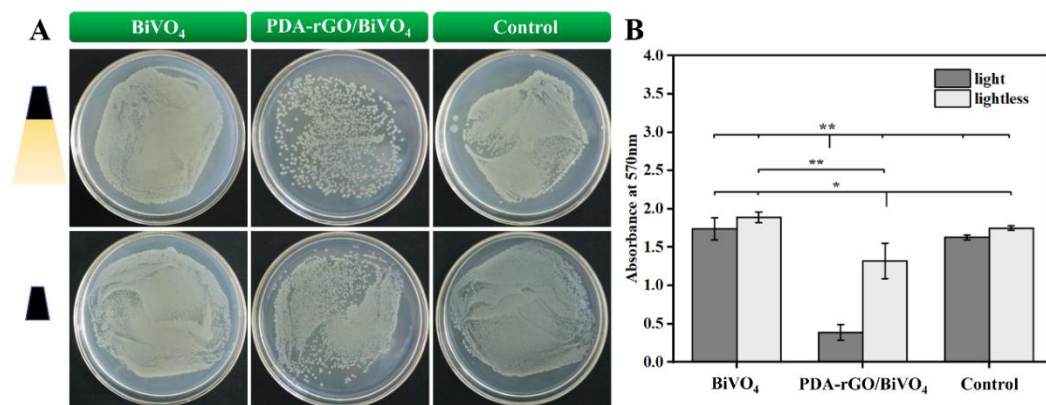 A
BiVO₄
PDA-rGO/BiVO₄
Control
B
Absorbance at 570nm
4.0
3.5
3.0
2.5
2.0
1.5
1.0
0.5
0.0
light
lightless
**
**
*
BiVO₄
PDA-rGO/BiVO₄
Control